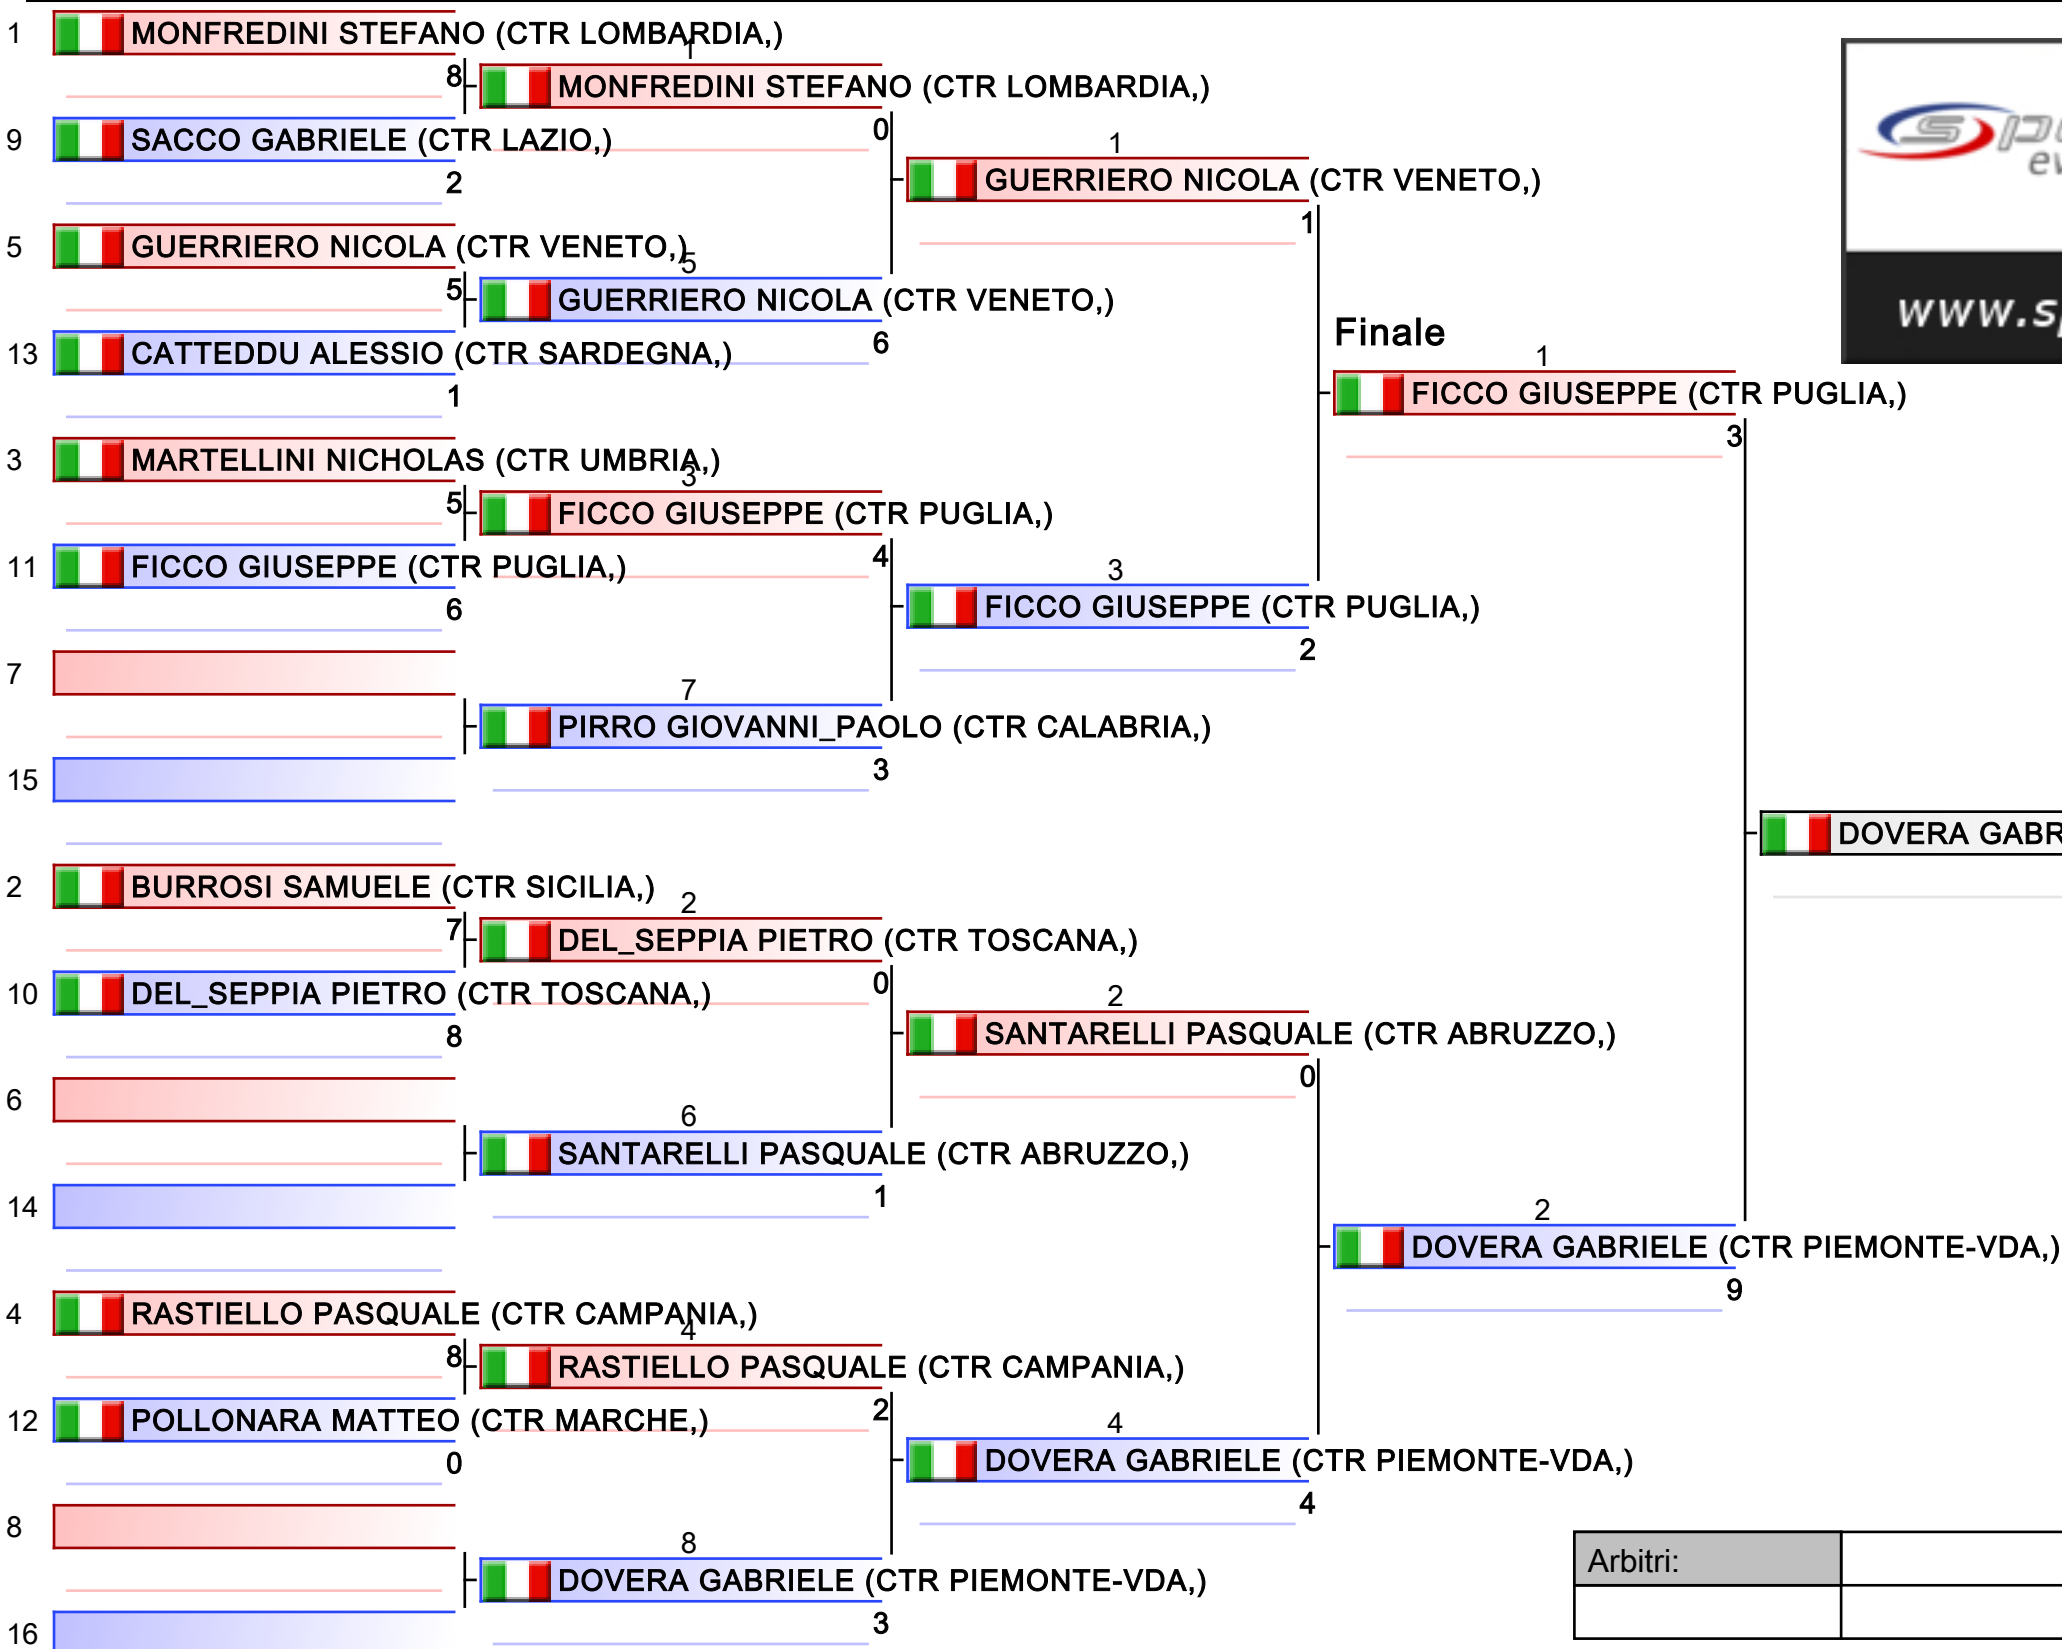 1 MONFREDINI STEFANO (CTR LOMBARDIA,)
8
9 SACCO GABRIELE (CTR LAZIO,)
2
5 GUERRIERO NICOLA (CTR VENETO,)
5
13 CATTEDDU ALESSIO (CTR SARDEGNA,)
1
3 MARTELLINI NICHOLAS (CTR UMBRIA,)
5
11 FICCO GIUSEPPE (CTR PUGLIA,)
6
7
15
2 BURROSI SAMUELE (CTR SICILIA,)
7
10 DEL_SEPPIA PIETRO (CTR TOSCANA,)
8
6
14
4 RASTIELLO PASQUALE (CTR CAMPANIA,)
8
12 POLLONARA MATTEO (CTR MARCHE,)
0
8
16
1
MONFREDINI STEFANO (CTR LOMBARDIA,)
0
5
GUERRIERO NICOLA (CTR VENETO,)
6
3
FICCO GIUSEPPE (CTR PUGLIA,)
4
7
PIRRO GIOVANNI_PAOLO (CTR CALABRIA,)
3
2
DEL_SEPPIA PIETRO (CTR TOSCANA,)
0
6
SANTARELLI PASQUALE (CTR ABRUZZO,)
1
4
RASTIELLO PASQUALE (CTR CAMPANIA,)
2
8
DOVERA GABRIELE (CTR PIEMONTE-VDA,)
3
1
GUERRIERO NICOLA (CTR VENETO,)
1
3
FICCO GIUSEPPE (CTR PUGLIA,)
2
2
SANTARELLI PASQUALE (CTR ABRUZZO,)
0
4
DOVERA GABRIELE (CTR PIEMONTE-VDA,)
4
Finale
1
FICCO GIUSEPPE (CTR PUGLIA,)
3
2
DOVERA GABRIELE (CTR PIEMONTE-VDA,)
9
DOVERA GABR
www.s
Arbitri: